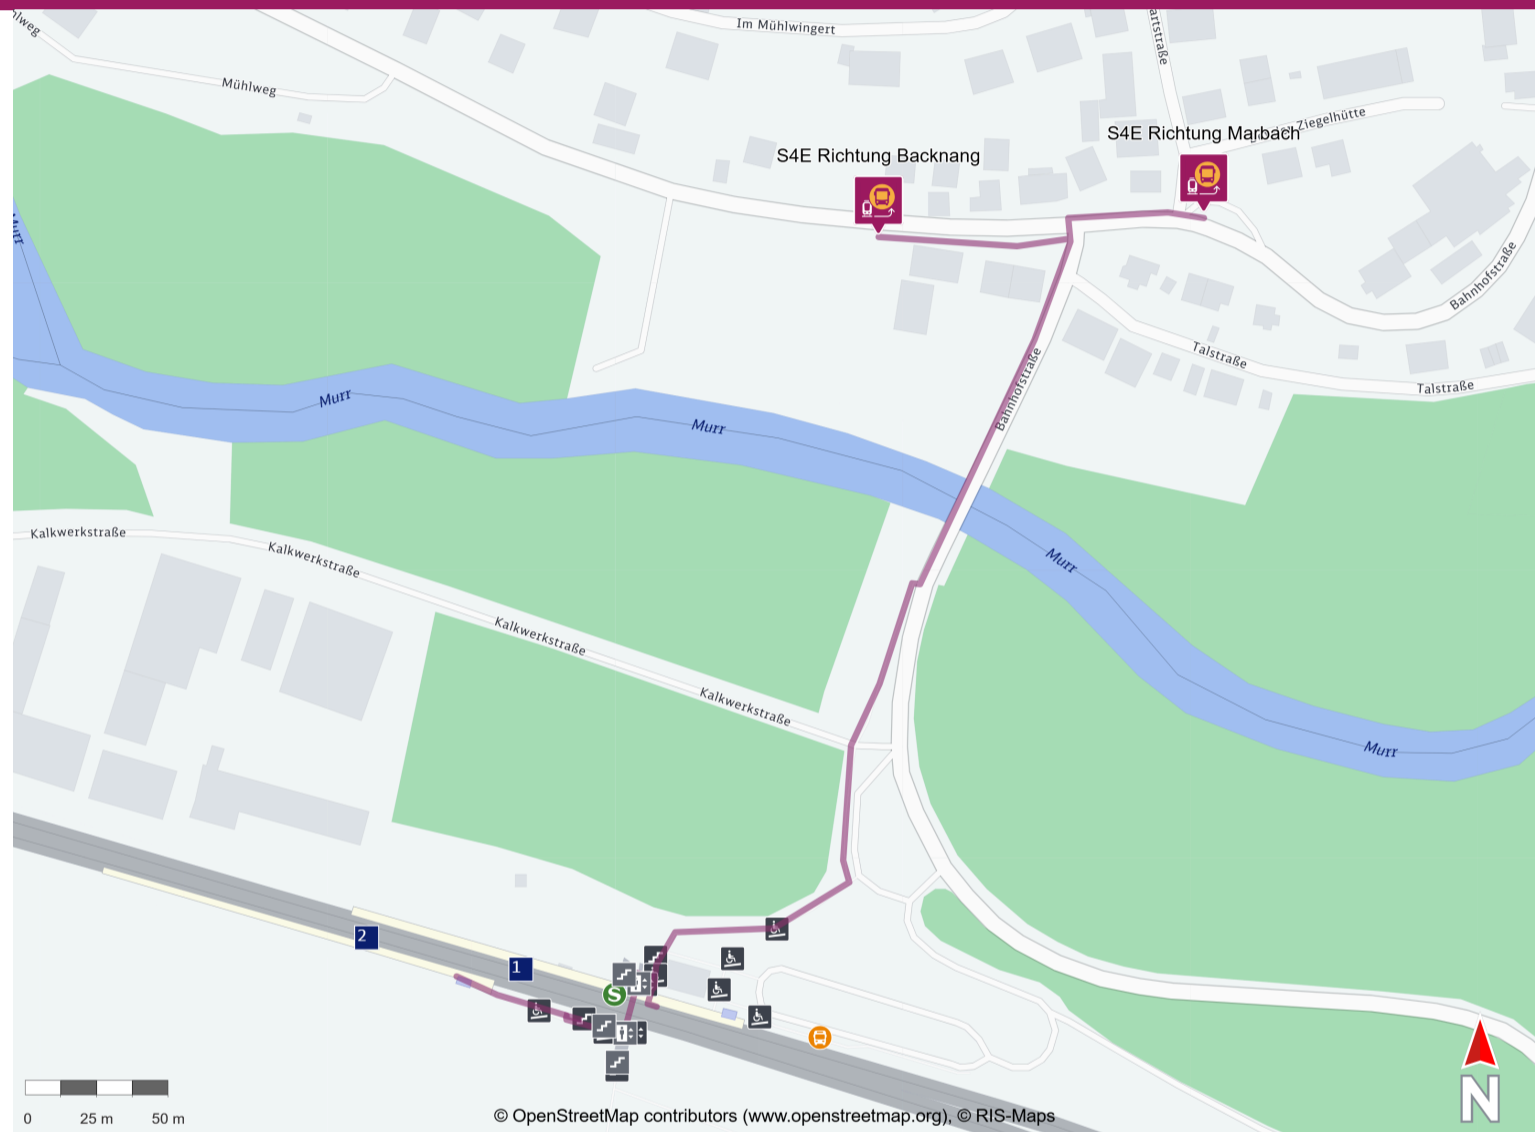 Im Mühlwingert
Mühlweg
S4E Richtung Marbach
Ziegelhütte
S4E Richtung Backnang
Murr
Bahnhofstraße
Talstraße
Bahnhofstraße
Talstraße
Murr
Murr
Kalkwerkstraße
Kalkwerkstraße
Murr
Kalkwerkstraße
Kalkwerkstraße
Murr
2
1
S
0 25 m 50 m
N
© OpenStreetMap contributors (www.openstreetmap.org), © RIS-Maps